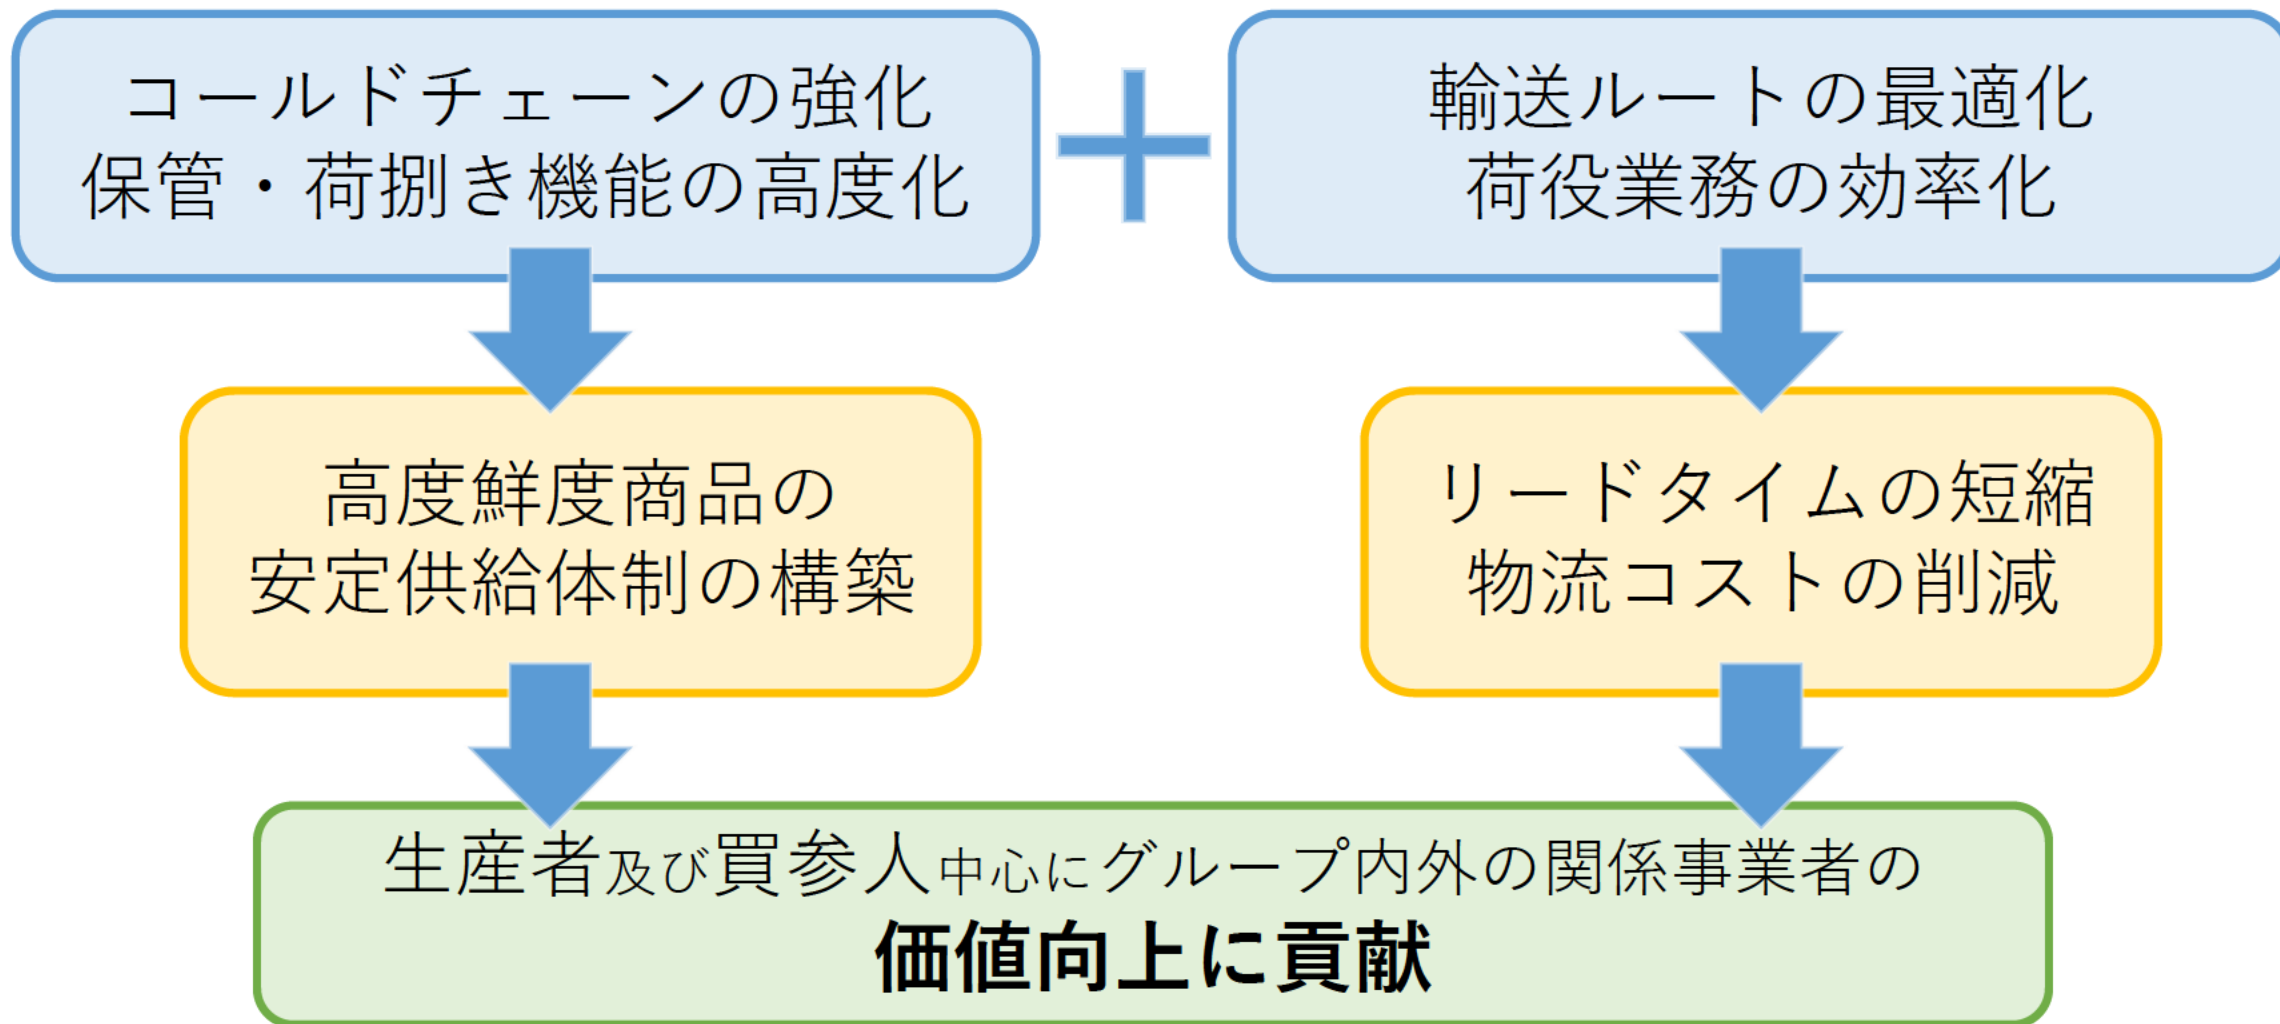 コールドチェーンの強化
保管・荷捌き機能の高度化
輸送ルートの最適化
荷役業務の効率化
高度鮮度商品の
安定供給体制の構築
リードタイムの短縮
物流コストの削減
生産者及び買参人中心にグループ内外の関係事業者の
価値向上に貢献